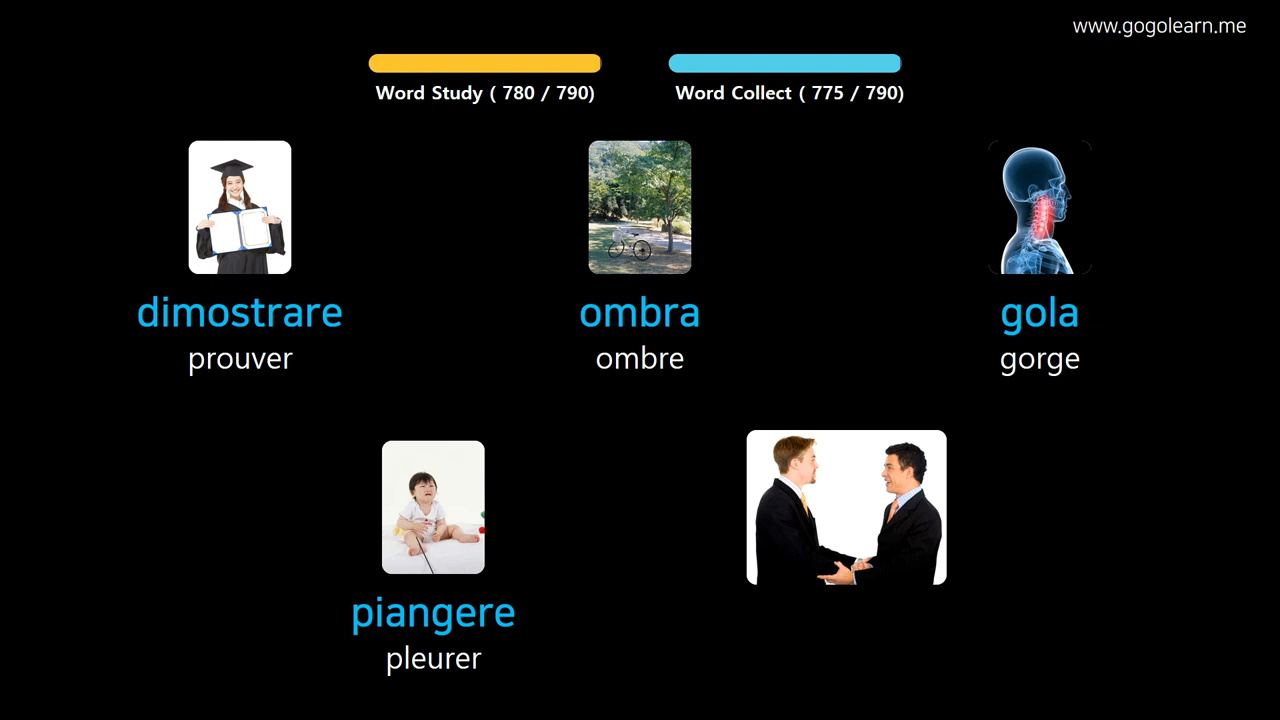 www.gogolearn.me
Word Study ( 780 / 790)
Word Collect ( 775 / 790)
dimostrare
prouver
ombra
ombre
gola
gorge
piangere
pleurer